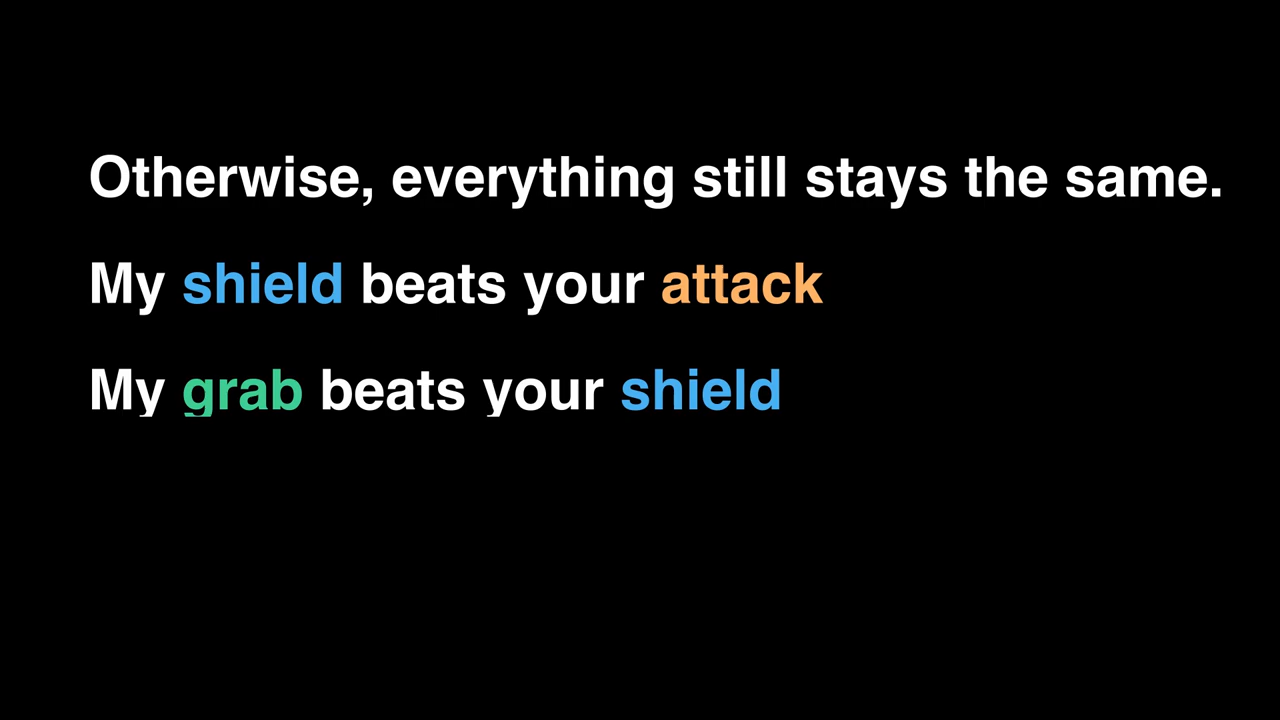 Otherwise, everything still stays the same.
My shield beats your attack
My grab beats your shield